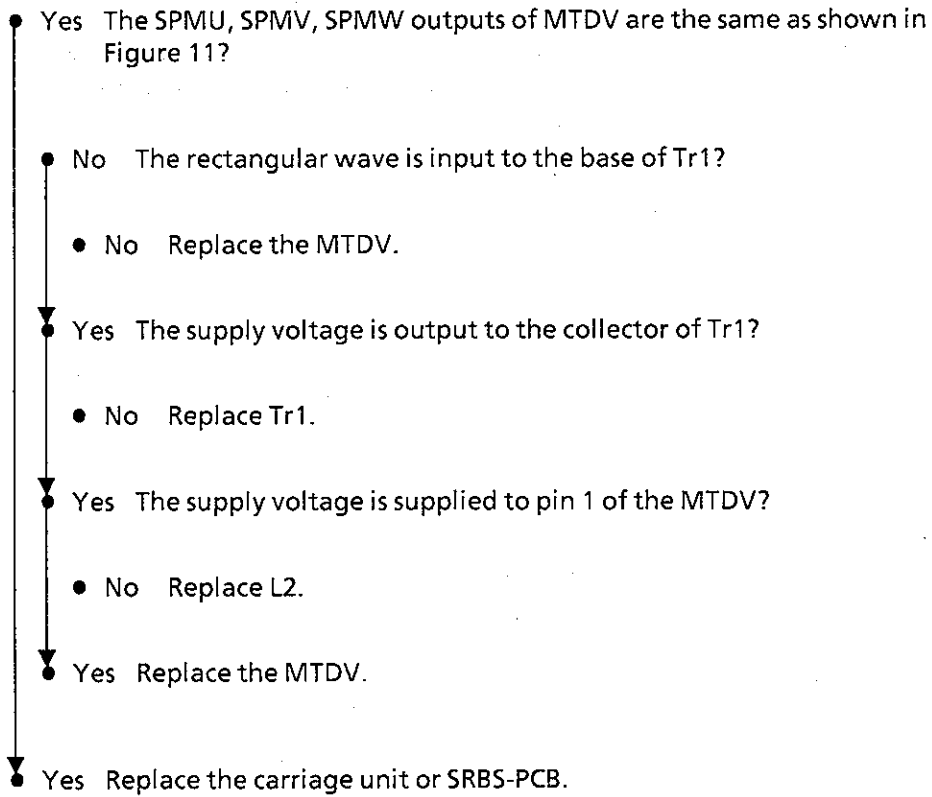 Yes The SPMU, SPMV, SPMW outputs of MTDV are the same as shown in
Figure 11?
No The rectangular wave is input to the base of Tr1?
No Replace the MTDV.
Yes The supply voltage is output to the collector of Tr1?
No Replace Tr1.
Yes The supply voltage is supplied to pin 1 of the MTDV?
No Replace L2.
Yes Replace the MTDV.
Yes Replace the carriage unit or SRBS-PCB.